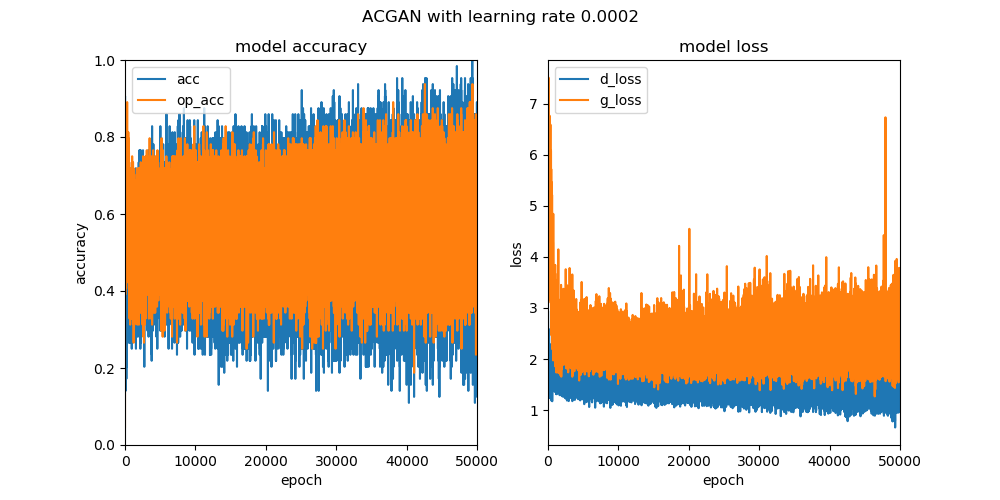 ACGAN with learning rate 0.0002
model accuracy
acc
op_acc
accuracy
1.0
0.8
0.6
0.4
0.2
0.0
0 10000 20000 30000 40000 50000
epoch
model loss
d_loss
g_loss
loss
7
6
5
4
3
2
1
0 10000 20000 30000 40000 50000
epoch